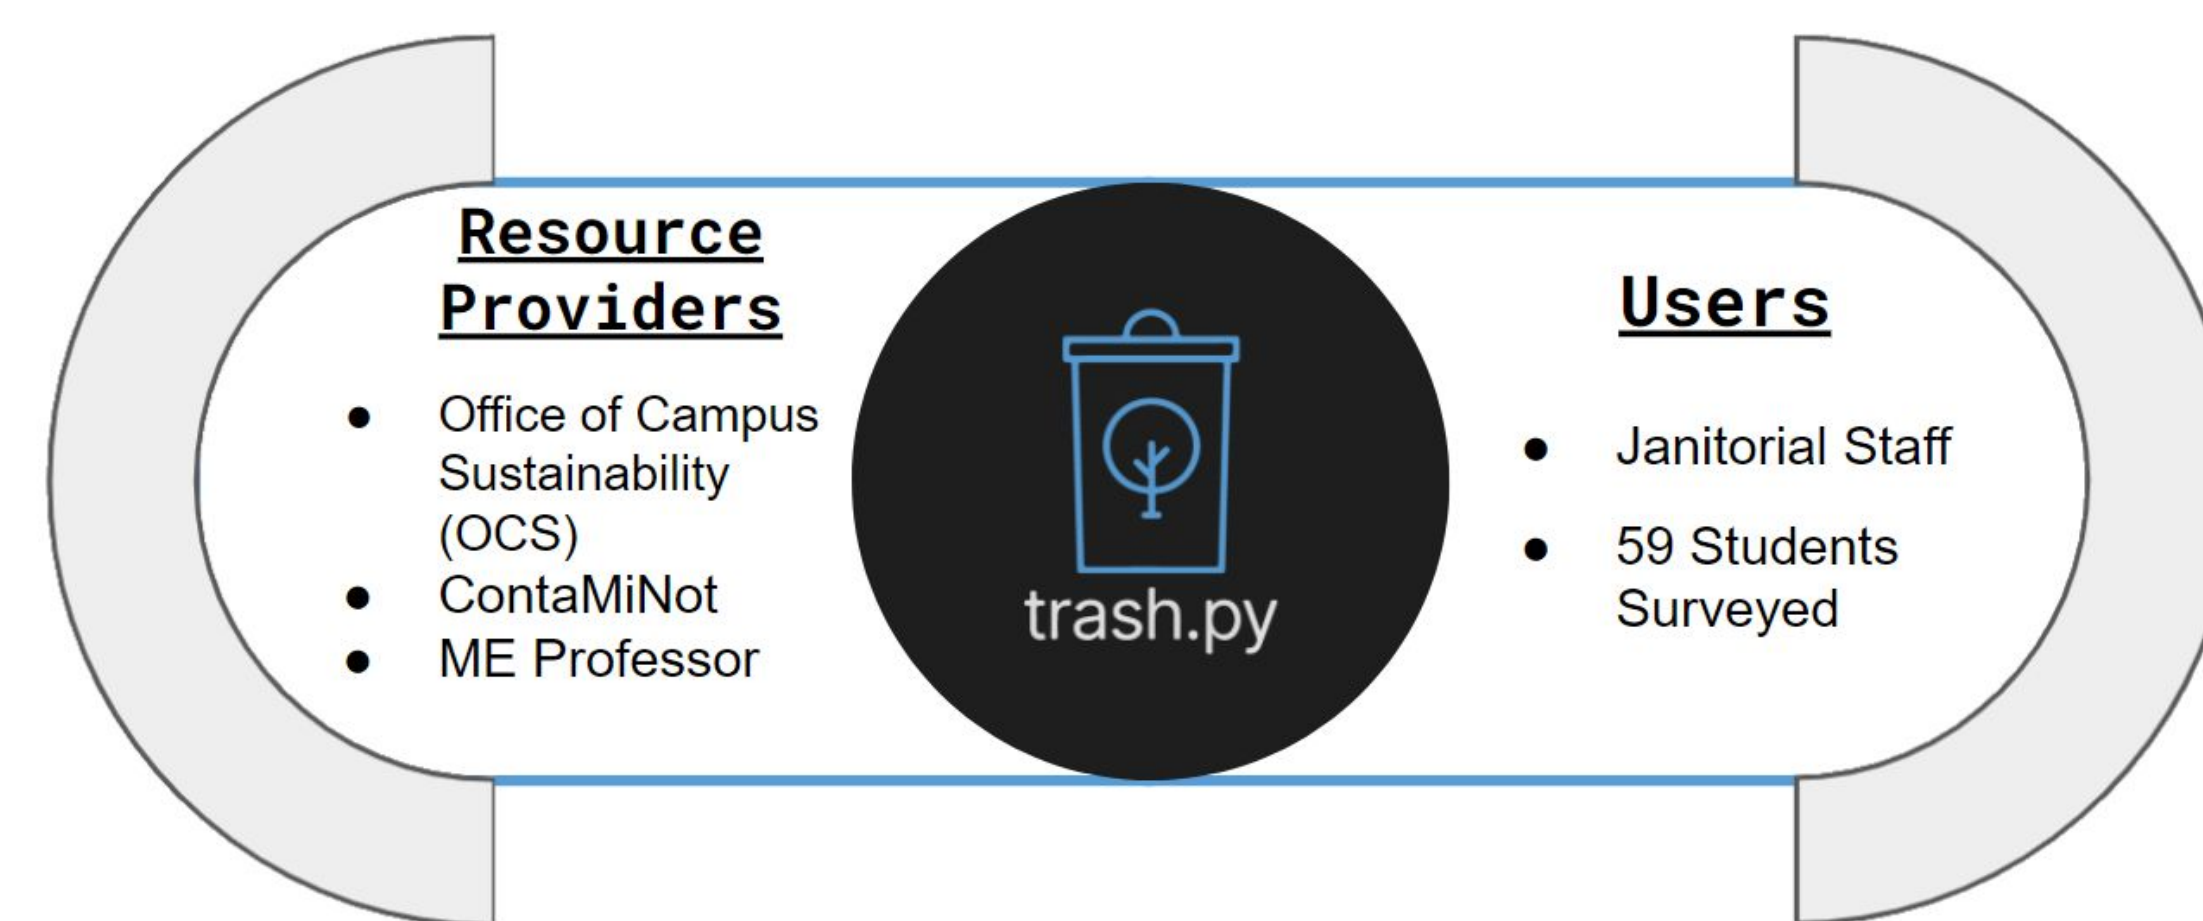 Resource
Providers
● Office of Campus
Sustainability
(OCS)
● ContaMiNot
● ME Professor
trash.py
Users
● Janitorial Staff
● 59 Students
Surveyed